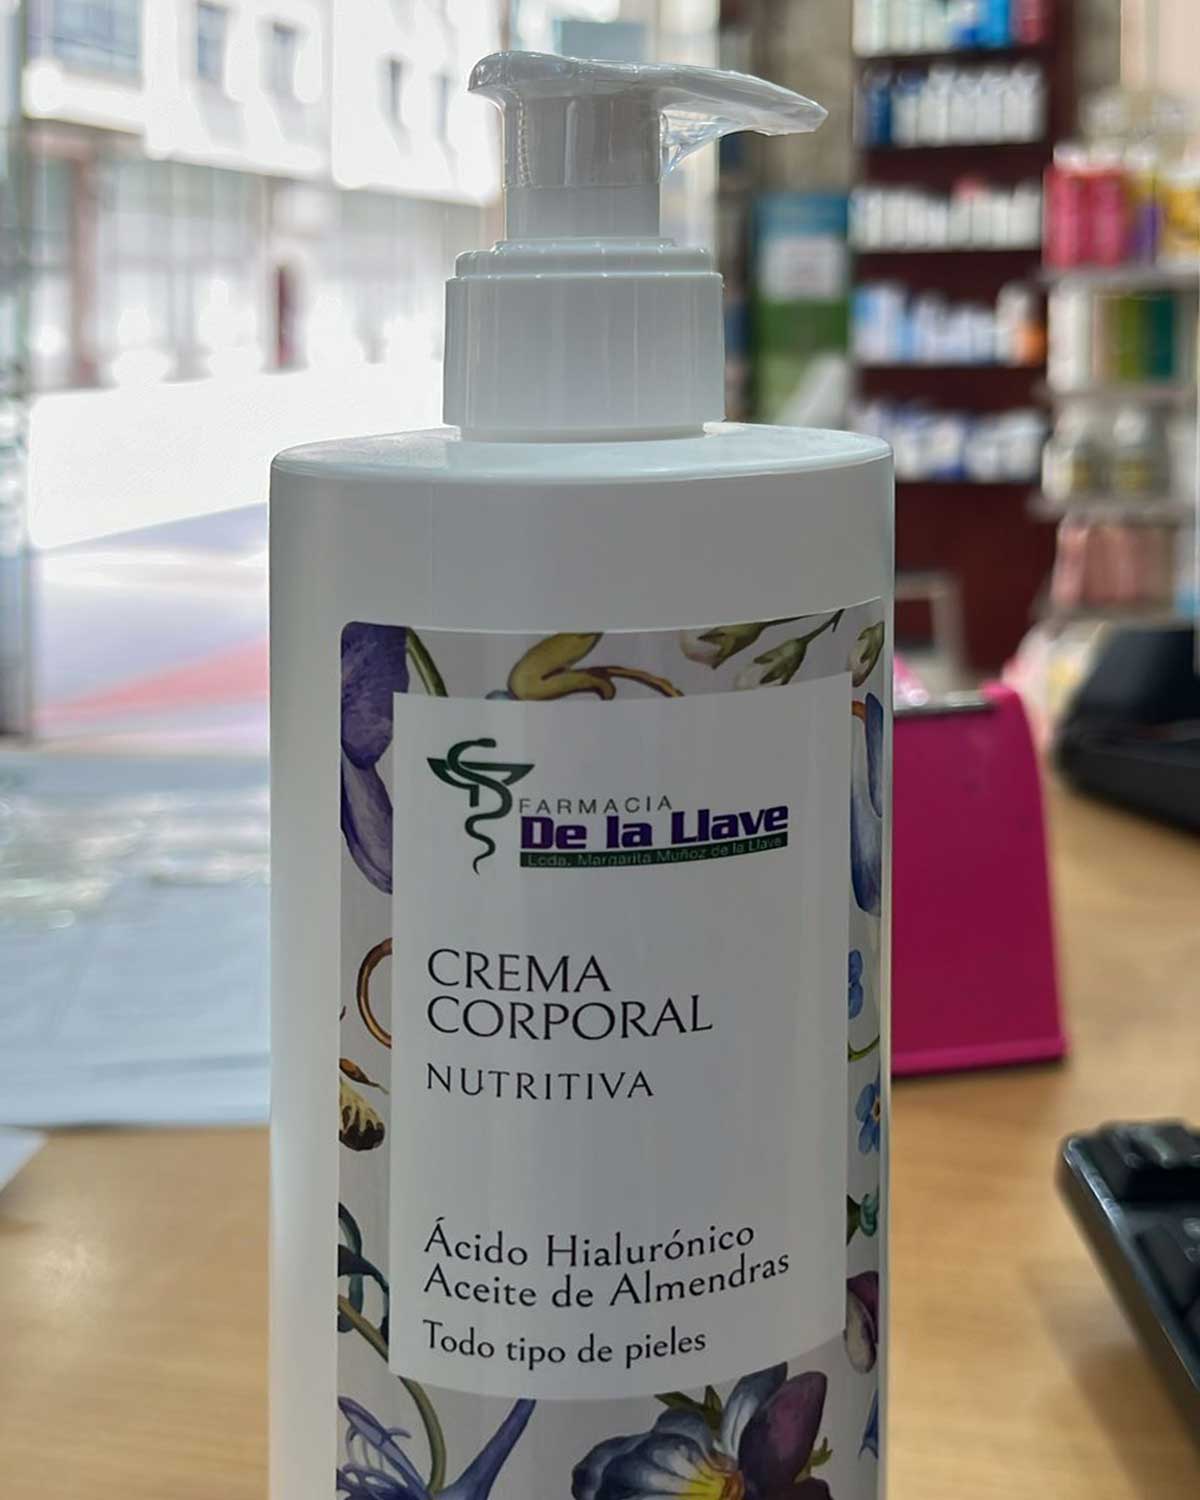 FARMACIA
De la Llave
Lcda. Margarita Muñoz de la Llave
CREMA
CORPORAL
NUTRITIVA
Ácido Hialurónico
Aceite de Almendras
Todo tipo de pieles